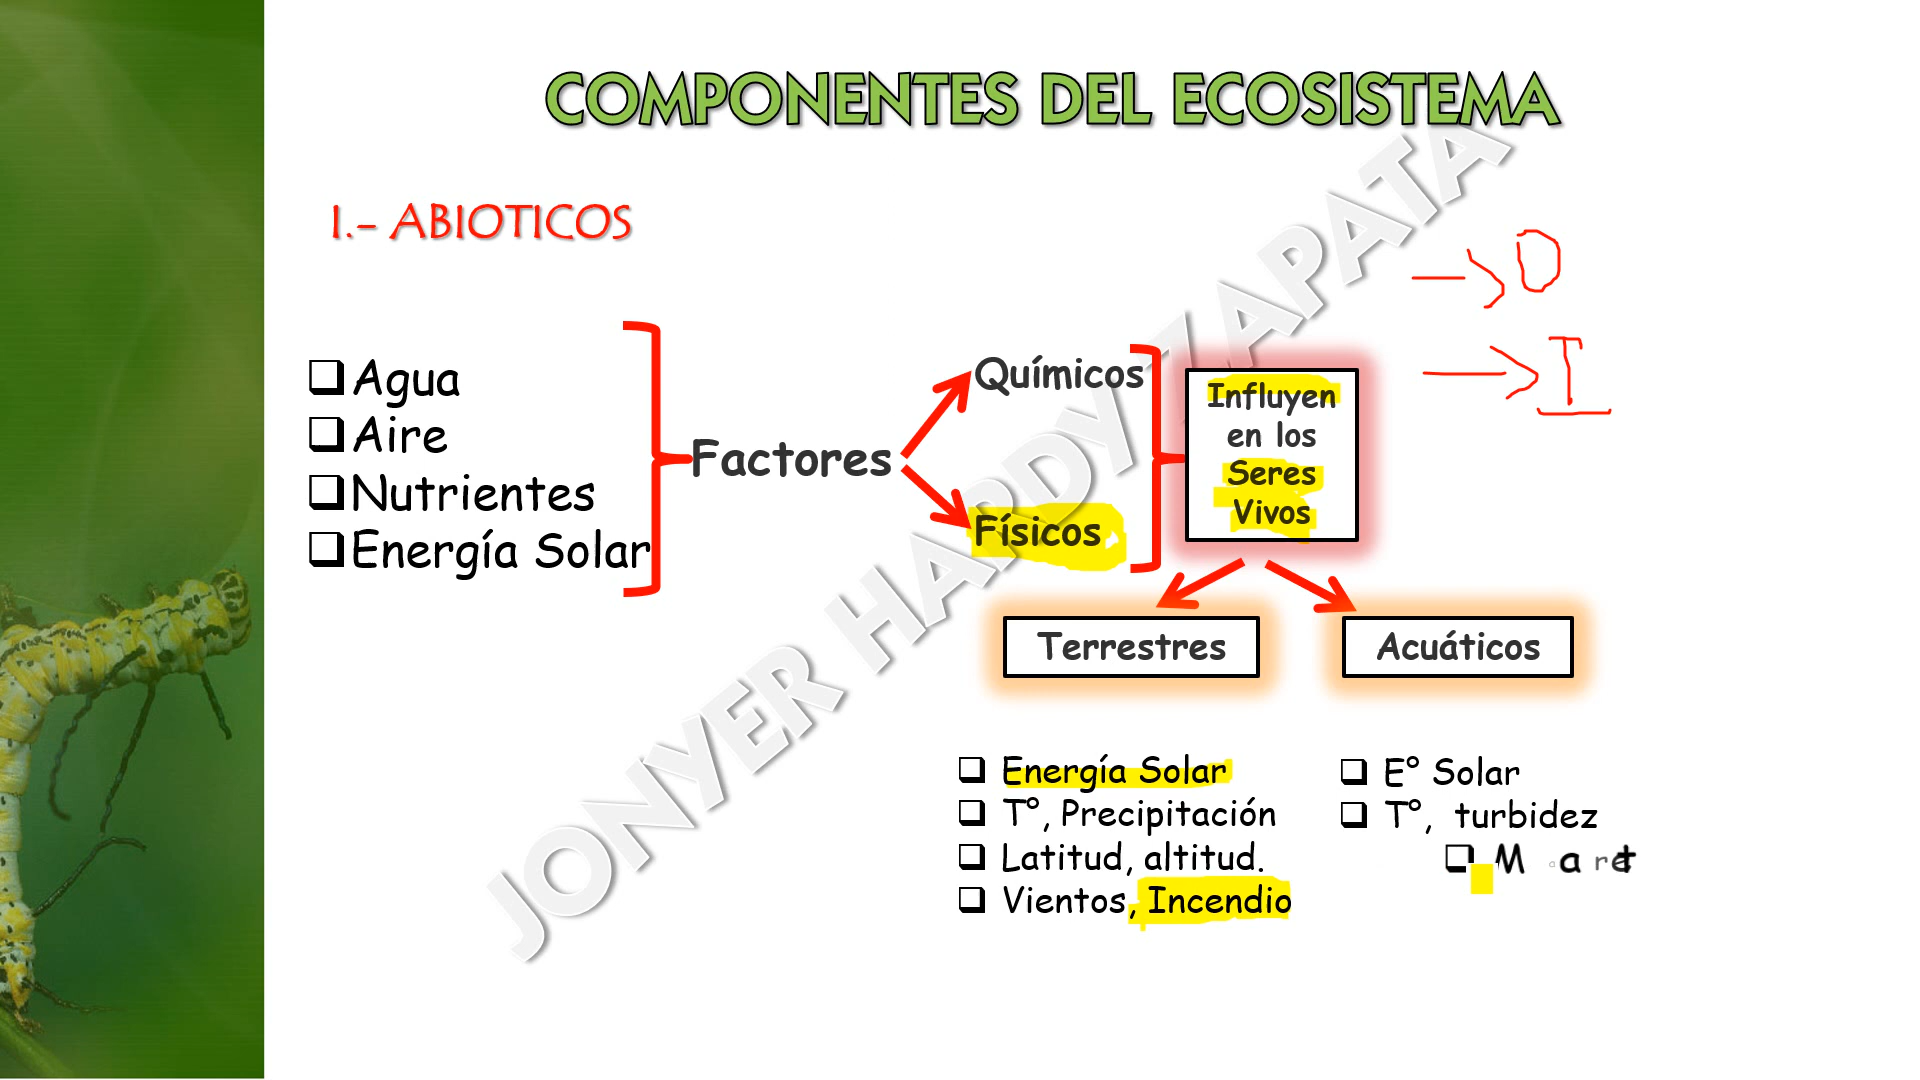 COMPONENTES DEL ECOSISTEMA
I.- ABIOTICOS
→ O
→ I
Agua
Aire
Nutrientes
Energía Solar
Factores
Químicos
Físicos
Influyen
en los
Seres
Vivos
Terrestres
Acuáticos
Energía Solar
T°, Precipitación
Latitud, altitud.
Vientos, Incendio
E° Solar
T°, turbidez
JONYER HARDY ZAPATA